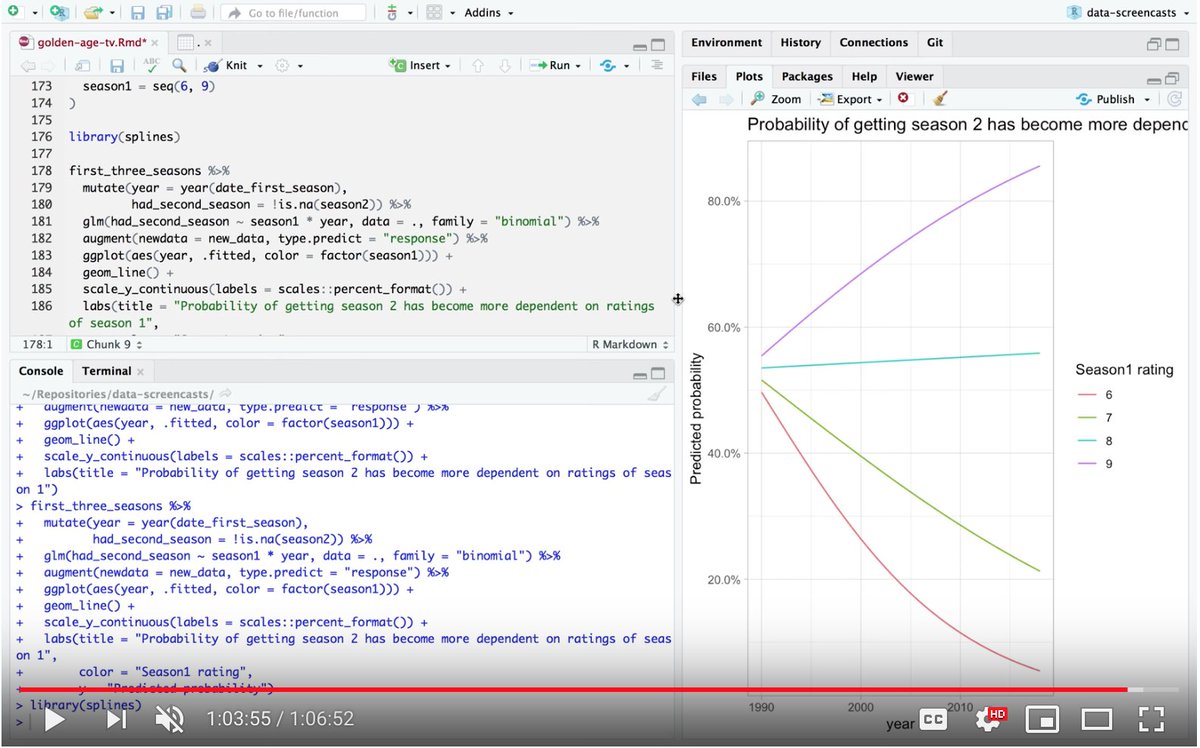 Go to file/function
Addins
data-screencasts
golden-age-tv.Rmd*
.
ABC
Knit
Insert
Run
173 season1 = seq(6, 9)
174 )
175
176 library(splines)
177
178 first_three_seasons %>%
179 mutate(year = year(date_first_season),
180 had_second_season = !is.na(season2)) %>%
181 glm(had_second_season ~ season1 * year, data = ., family = "binomial") %>%
182 augment(newdata = new_data, type.predict = "response") %>%
183 ggplot(aes(year, .fitted, color = factor(season1))) +
184 geom_line() +
185 scale_y_continuous(labels = scales::percent_format()) +
186 labs(title = "Probability of getting season 2 has become more dependent on ratings
of season 1",
178:1
C Chunk 9
R Markdown
Console
Terminal
~/Repositories/data-screencasts/
+ augment(newdata = new_data, type.predict = "response") %>%
+ ggplot(aes(year, .fitted, color = factor(season1))) +
+ geom_line() +
+ scale_y_continuous(labels = scales::percent_format()) +
+ labs(title = "Probability of getting season 2 has become more dependent on ratings of seas
on 1")
> first_three_seasons %>%
+ mutate(year = year(date_first_season),
+ had_second_season = !is.na(season2)) %>%
+ glm(had_second_season ~ season1 * year, data = ., family = "binomial") %>%
+ augment(newdata = new_data, type.predict = "response") %>%
+ ggplot(aes(year, .fitted, color = factor(season1))) +
+ geom_line() +
+ scale_y_continuous(labels = scales::percent_format()) +
+ labs(title = "Probability of getting season 2 has become more dependent on ratings of seas
on 1",
+ color = "Season1 rating",
+ y = "Predicted probability")
> library(splines)
>
Environment
History
Connections
Git
Files
Plots
Packages
Help
Viewer
Zoom
Export
Publish
Probability of getting season 2 has become more depenc
80.0%
60.0%
40.0%
20.0%
Predicted probability
1990
2000
2010
year
Season1 rating
6
7
8
9
1:03:55 / 1:06:52
CC
HD